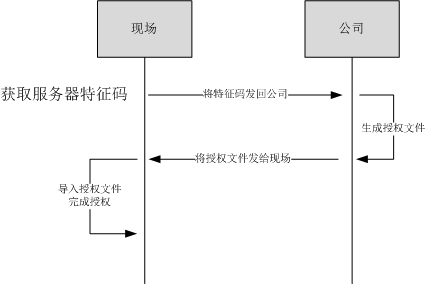 现场
公司
获取服务器特征码
将特征码发回公司
生成授权文件
将授权文件发给现场
导入授权文件
完成授权